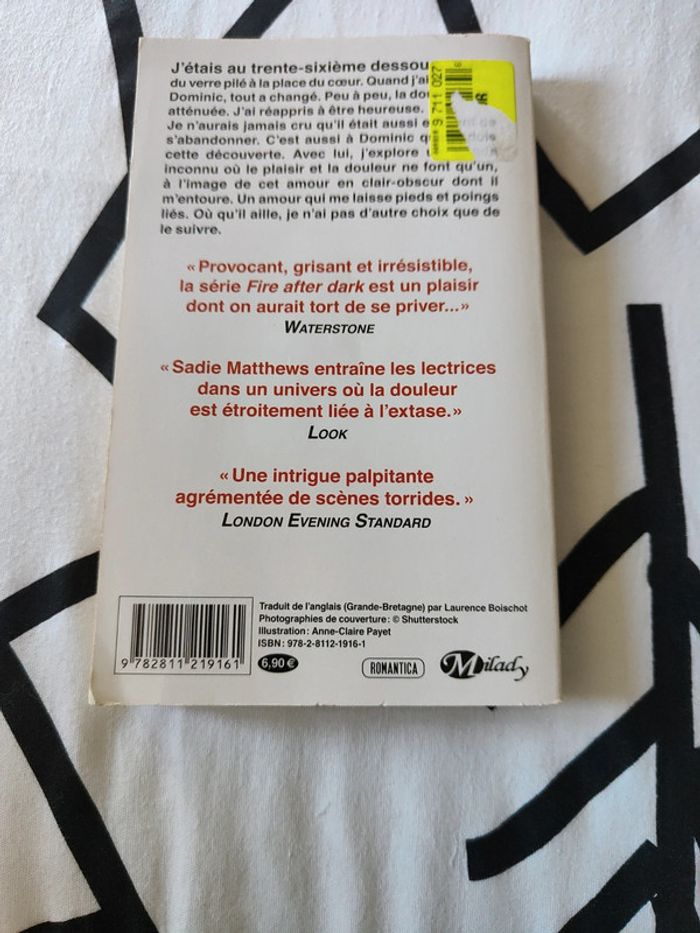 J'étais au trente-sixième dessou
du verre pilé à la place du cœur. Quand j'ai
Dominic, tout a changé. Peu à peu, la
atténuée. J'ai réappris à être heureuse.
Je n'aurais jamais cru qu'il était aussi
s'abandonner. C'est aussi à Dominic
cette découverte. Avec lui, j'explore
inconnu où le plaisir et la douleur ne font qu'un,
à l'image de cet amour en clair-obscur dont il
m'entoure. Un amour qui me laisse pieds et poings
liés. Où qu'il aille, je n'ai pas d'autre choix que de
le suivre.
9 711 027
« Provocant, grisant et irrésistible,
la série Fire after dark est un plaisir
dont on aurait tort de se priver... »
WATERSTONE
« Sadie Matthews entraîne les lectrices
dans un univers où la douleur
est étroitement liée à l'extase. »
LOOK
« Une intrigue palpitante
agrémentée de scènes torrides. »
LONDON EVENING STANDARD
Traduit de l'anglais (Grande-Bretagne) par Laurence Boischot
Photographies de couverture : © Shutterstock
Illustration : Anne-Claire Payet
ISBN : 978-2-8112-1916-1
9 782811 219161
6,90 €
ROMANTICA
Milady